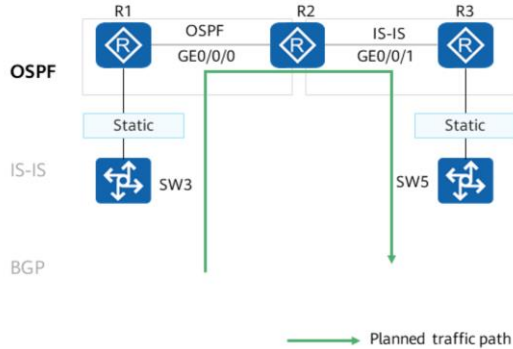 R1
R2
R3
OSPF
IS-IS
GE0/0/0
GE0/0/1
OSPF
Static
Static
IS-IS
SW3
SW5
BGP
Planned traffic path